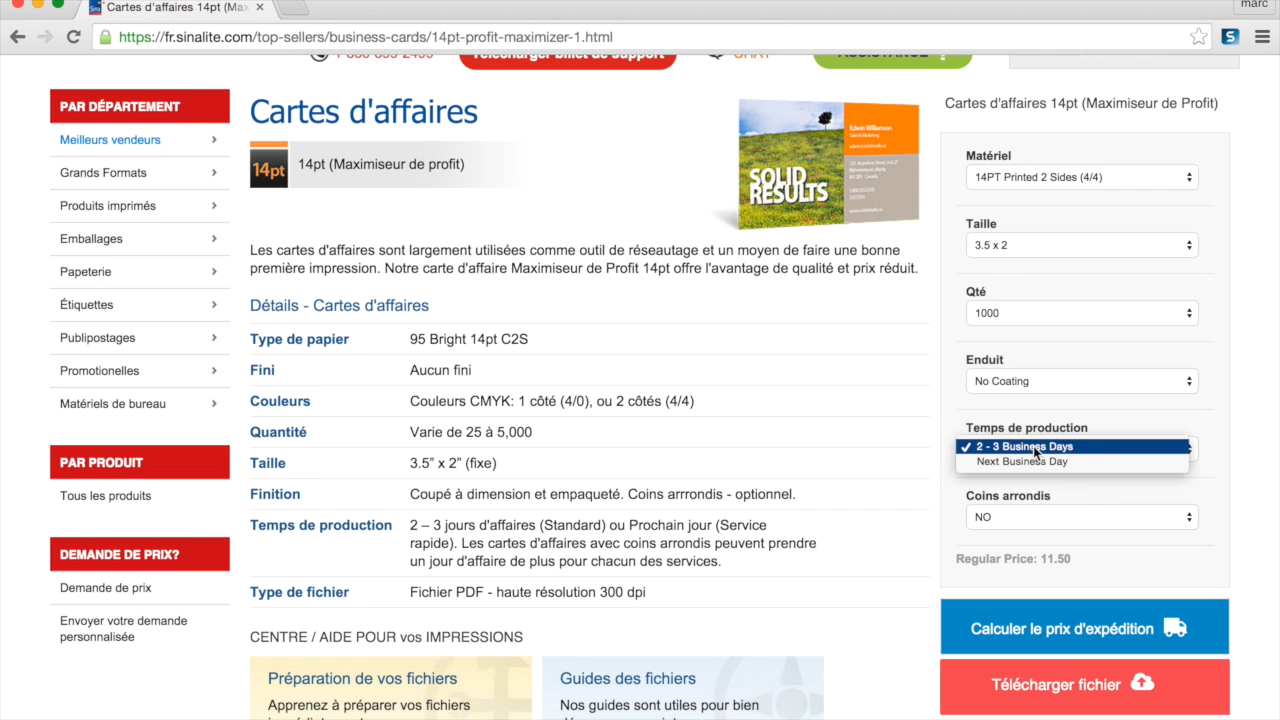 Cartes d'affaires 14pt (Max
marc
https://fr.sinalite.com/top-sellers/business-cards/14pt-profit-maximizer-1.html
Télécharger billet de support
CHAT
ASSISTANCE
PAR DÉPARTEMENT
Meilleurs vendeurs
Grands Formats
Produits imprimés
Emballages
Papeterie
Étiquettes
Publipostages
Promotionelles
Matériels de bureau
PAR PRODUIT
Tous les produits
DEMANDE DE PRIX?
Demande de prix
Envoyer votre demande
personnalisée
Cartes d'affaires
14pt
14pt (Maximiseur de profit)
SOLID
RESULTS
Edwin Williamson
Les cartes d'affaires sont largement utilisées comme outil de réseautage et un moyen de faire une bonne
première impression. Notre carte d'affaire Maximiseur de Profit 14pt offre l'avantage de qualité et prix réduit.
Détails - Cartes d'affaires
Type de papier 95 Bright 14pt C2S
Fini Aucun fini
Couleurs Couleurs CMYK: 1 côté (4/0), ou 2 côtés (4/4)
Quantité Varie de 25 à 5,000
Taille 3.5” x 2” (fixe)
Finition Coupé à dimension et empaqueté. Coins arrrondis - optionnel.
Temps de production 2 – 3 jours d'affaires (Standard) ou Prochain jour (Service
rapide). Les cartes d'affaires avec coins arrondis peuvent prendre
un jour d'affaire de plus pour chacun des services.
Type de fichier Fichier PDF - haute résolution 300 dpi
CENTRE / AIDE POUR vos IMPRESSIONS
Préparation de vos fichiers
Apprenez à préparer vos fichiers
Guides des fichiers
Nos guides sont utiles pour bien
Cartes d'affaires 14pt (Maximiseur de Profit)
Matériel
14PT Printed 2 Sides (4/4)
Taille
3.5 x 2
Qté
1000
Enduit
No Coating
Temps de production
2 - 3 Business Days
Next Business Day
Coins arrondis
NO
Regular Price: 11.50
Calculer le prix d'expédition
Télécharger fichier